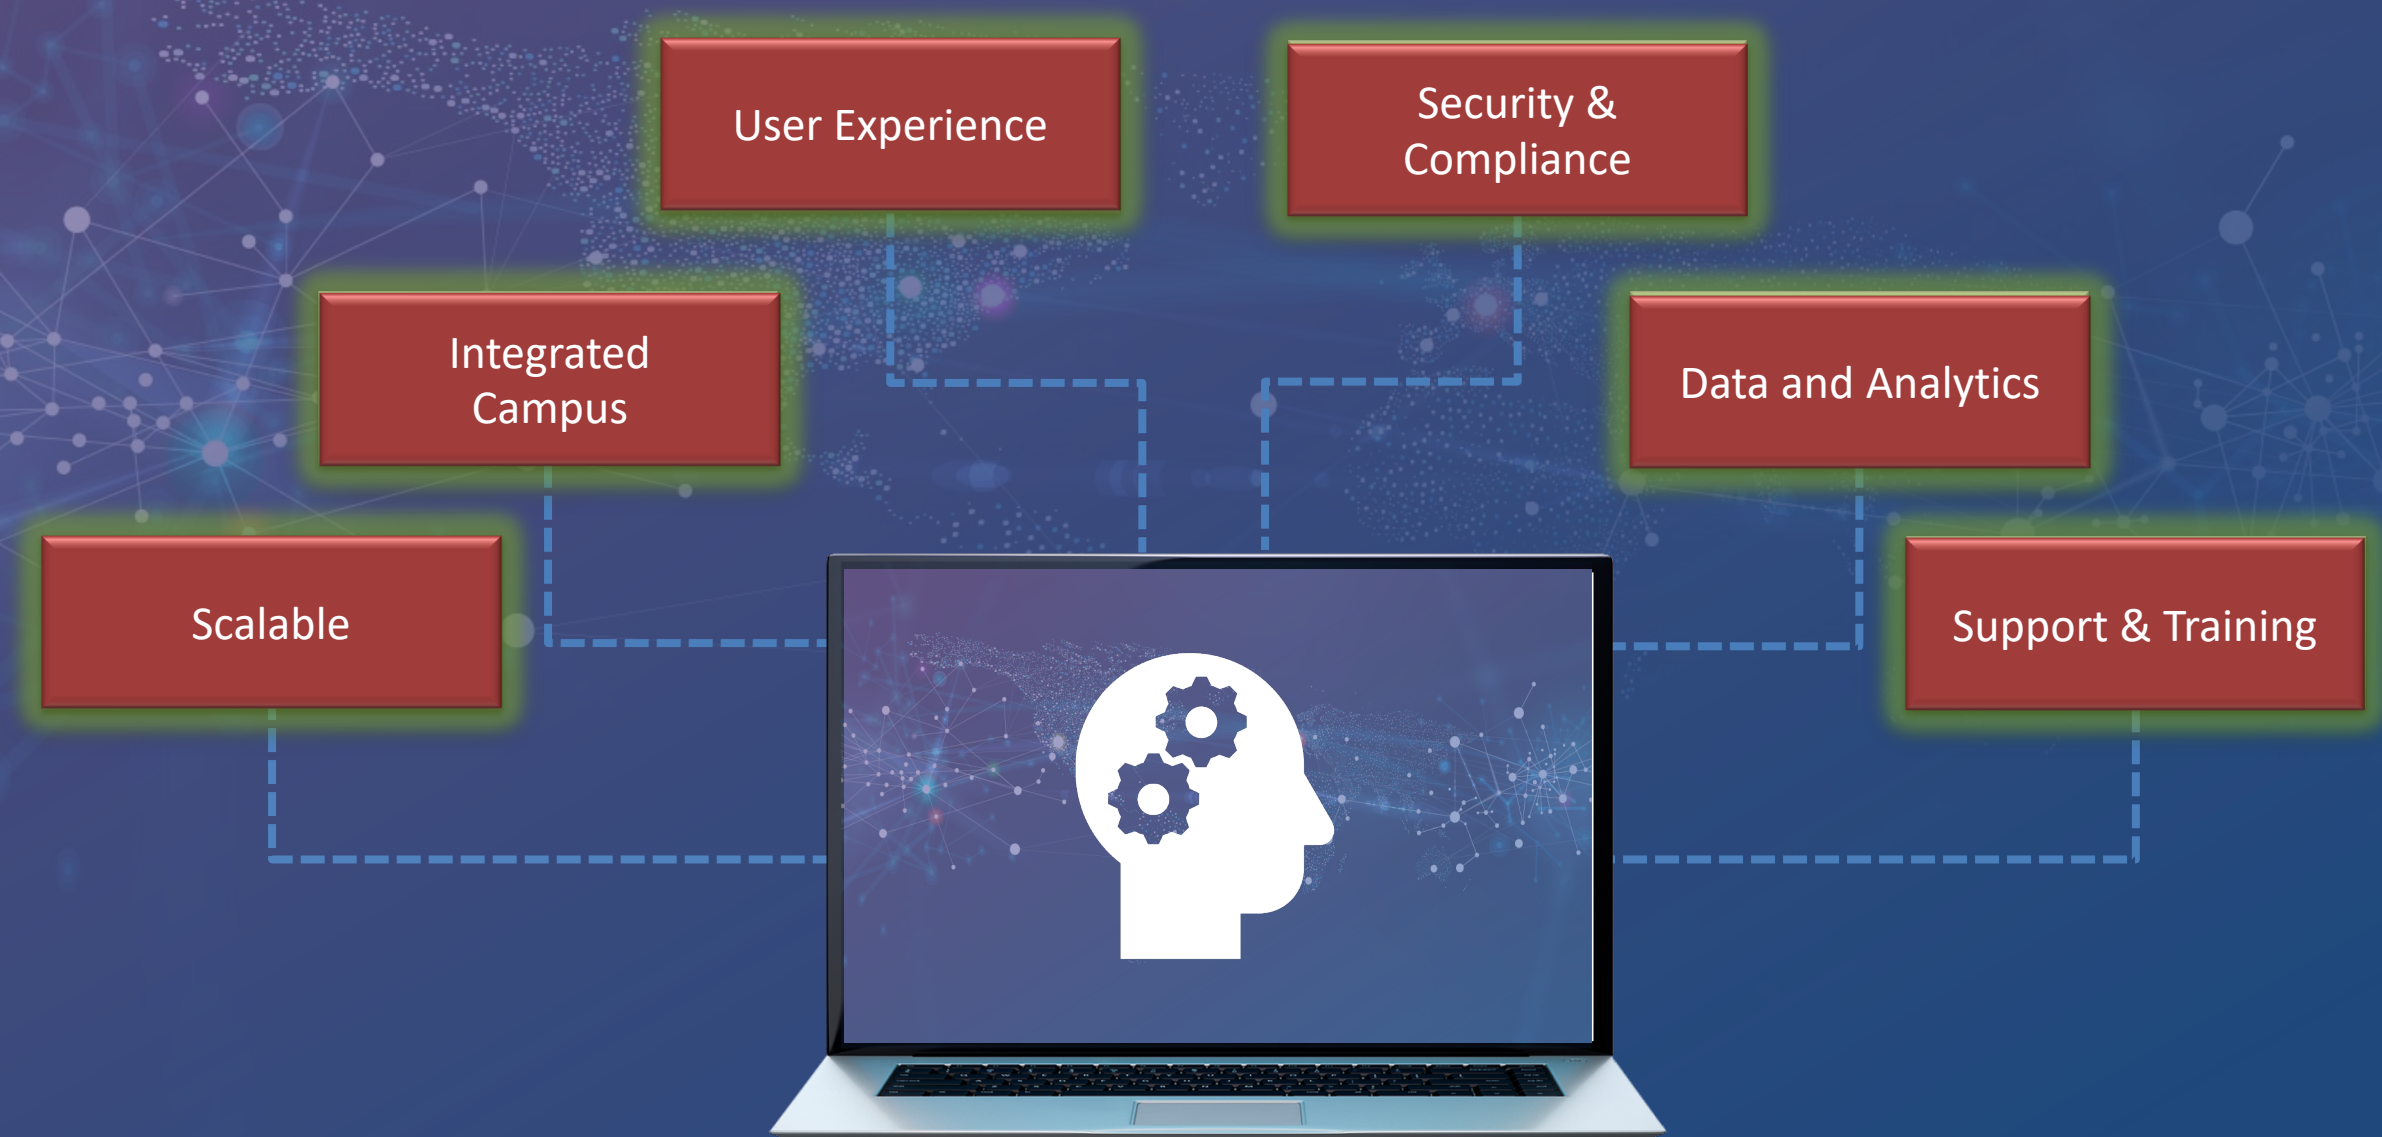 User Experience
Security &
Compliance
Integrated
Campus
Data and Analytics
Scalable
Support & Training